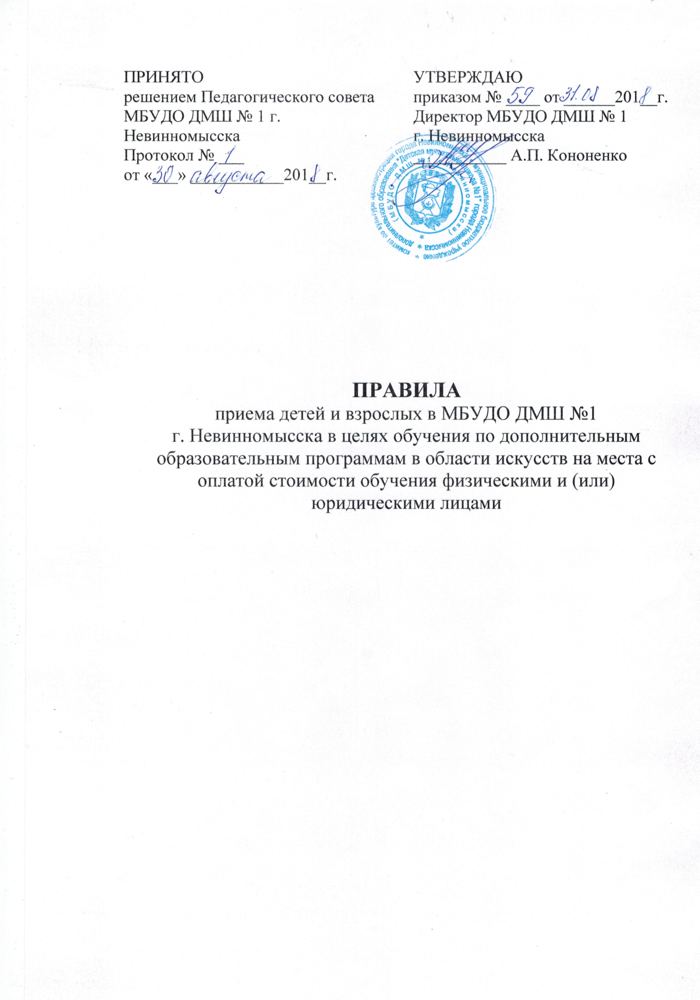 ПРИНЯТО
решением Педагогического совета
МБУДО ДМШ № 1 г.
Невинномысска
Протокол № 1
от «30» августа 2018 г.
УТВЕРЖДАЮ
приказом № 59 от 31.08 2018 г.
Директор МБУДО ДМШ № 1
г. Невинномысска
А.П. Кононенко
комитет по культуре администрации города Невинномысска * муниципальное бюджетное учреждение *
дополнительного образования "Детская музыкальная школа №1" города Невинномысска *
(МБУДО ДМШ №1 г. Невинномысска) *
ПРАВИЛА
приема детей и взрослых в МБУДО ДМШ №1
г. Невинномысска в целях обучения по дополнительным
образовательным программам в области искусств на места с
оплатой стоимости обучения физическими и (или)
юридическими лицами